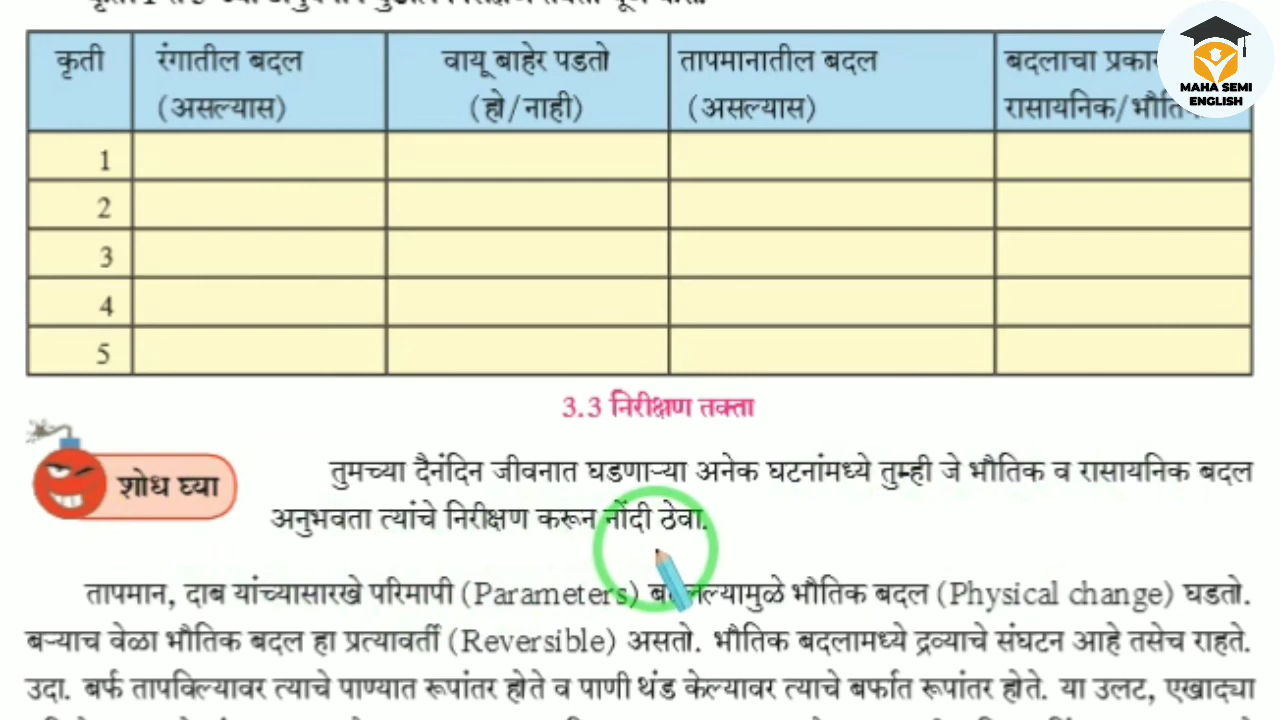 कृती
रंगातील बदल
(असल्यास)
वायू बाहेर पडतो
(हो/नाही)
तापमानातील बदल
(असल्यास)
बदलाचा
रासायनिक/
MAHA SEMI
ENGLISH
1
2
3
4
5
3.3 निरीक्षण तक्ता
शोध घ्या
तुमच्या दैनंदिन जीवनात घडणाऱ्या अनेक घटनांमध्ये तुम्ही जे भौतिक व रासायनिक बदल
अनुभवता त्यांचे निरीक्षण करून नोंदी ठेवा.
तापमान, दाब यांच्यासारखे परिमापी (Parameters) बदलल्यामुळे भौतिक बदल (Physical change) घडतो.
बऱ्याच वेळा भौतिक बदल हा प्रत्यावर्ती (Reversible) असतो. भौतिक बदलामध्ये द्रव्याचे संघटन आहे तसेच राहते.
उदा. बर्फ तापविल्यावर त्याचे पाण्यात रूपांतर होते व पाणी थंड केल्यावर त्याचे बर्फात रूपांतर होते. या उलट, एखाद्या